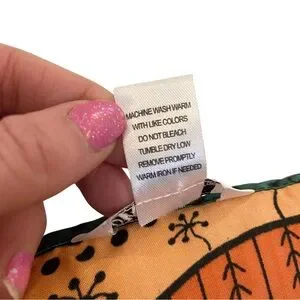 MACHINE WASH WARM
WITH LIKE COLORS
DO NOT BLEACH
TUMBLE DRY LOW
REMOVE PROMPTLY
WARM IRON IF NEEDED